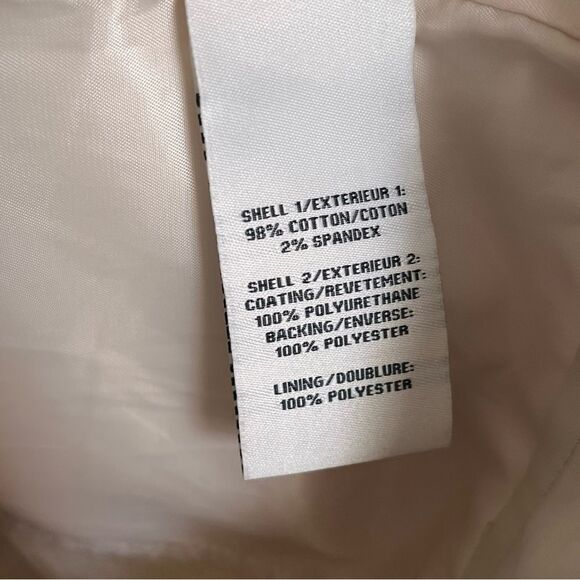 SHELL 1/EXTERIEUR 1:
98% COTTON/COTON
2% SPANDEX
SHELL 2/EXTERIEUR 2:
COATING/REVETEMENT:
100% POLYURETHANE
BACKING/ENVERSE:
100% POLYESTER
LINING/DOUBLURE:
100% POLYESTER